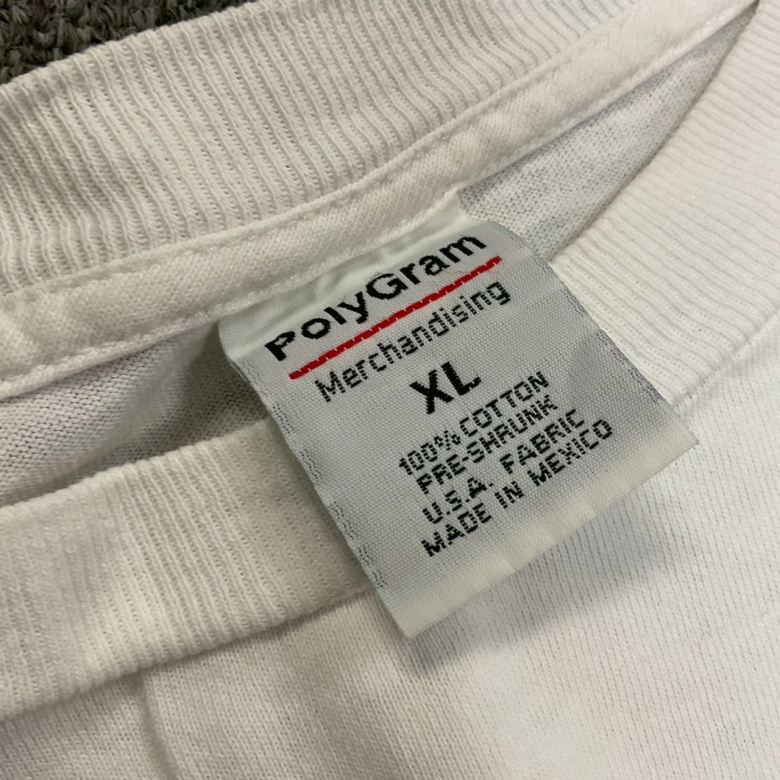 PolyGram
Merchandising
XL
100% COTTON
PRE-SHRUNK
U.S.A. FABRIC
MADE IN MEXICO